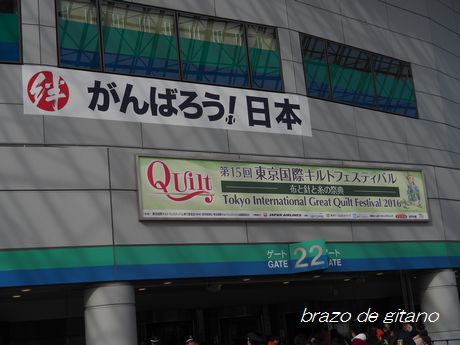 絆 がんばろう!日本
QUilt
第15回 東京国際キルトフェスティバル
布と針と糸の祭典
Tokyo International Great Quilt Festival 2016
JAPAN AIRLINES
ゲート 22 ゲート
GATE GATE
brazo de gitano